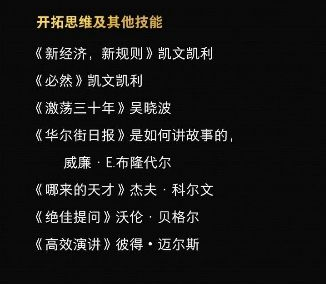 开拓思维及其他技能
《新经济，新规则》凯文凯利
《必然》凯文凯利
《激荡三十年》吴晓波
《华尔街日报》是如何讲故事的，
威廉·E.布隆代尔
《哪来的天才》杰夫·科尔文
《绝佳提问》沃伦·贝格尔
《高效演讲》彼得·迈尔斯